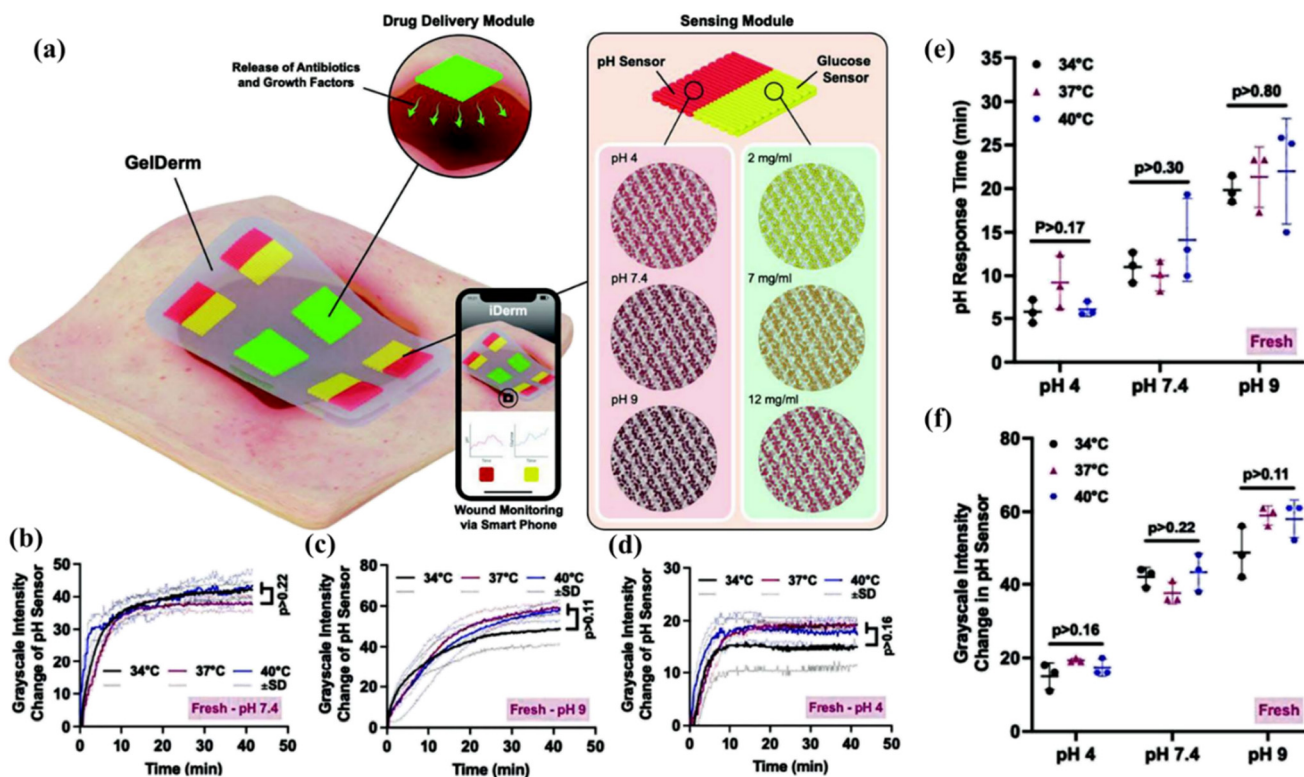 (a)
Drug Delivery Module
Release of Antibiotics
and Growth Factors
GelDerm
iDerm
Wound Monitoring
via Smart Phone
Sensing Module
pH Sensor
Glucose
Sensor
pH 4
2 mg/ml
pH 7.4
7 mg/ml
pH 9
12 mg/ml
(b)
Grayscale Intensity
Change of pH Sensor
50
40
30
20
10
0
p>0.22
34°C 37°C 40°C
±SD
Fresh - pH 7.4
0 10 20 30 40 50
Time (min)
(c)
Grayscale Intensity
Change of pH Sensor
80
60
40
20
0
34°C 37°C 40°C
±SD
p>0.11
Fresh - pH 9
0 10 20 30 40 50
Time (min)
(d)
Grayscale Intensity
Change of pH Sensor
30
20
10
0
34°C 37°C 40°C
±SD
p>0.16
Fresh - pH 4
0 10 20 30 40 50
Time (min)
(e)
pH Response Time (min)
35
30
25
20
15
10
5
0
34°C
37°C
40°C
P>0.17
p>0.30
p>0.80
Fresh
pH 4 pH 7.4 pH 9
(f)
Grayscale Intensity
Change in pH Sensor
80
60
40
20
0
34°C
37°C
40°C
p>0.16
p>0.22
p>0.11
Fresh
pH 4 pH 7.4 pH 9